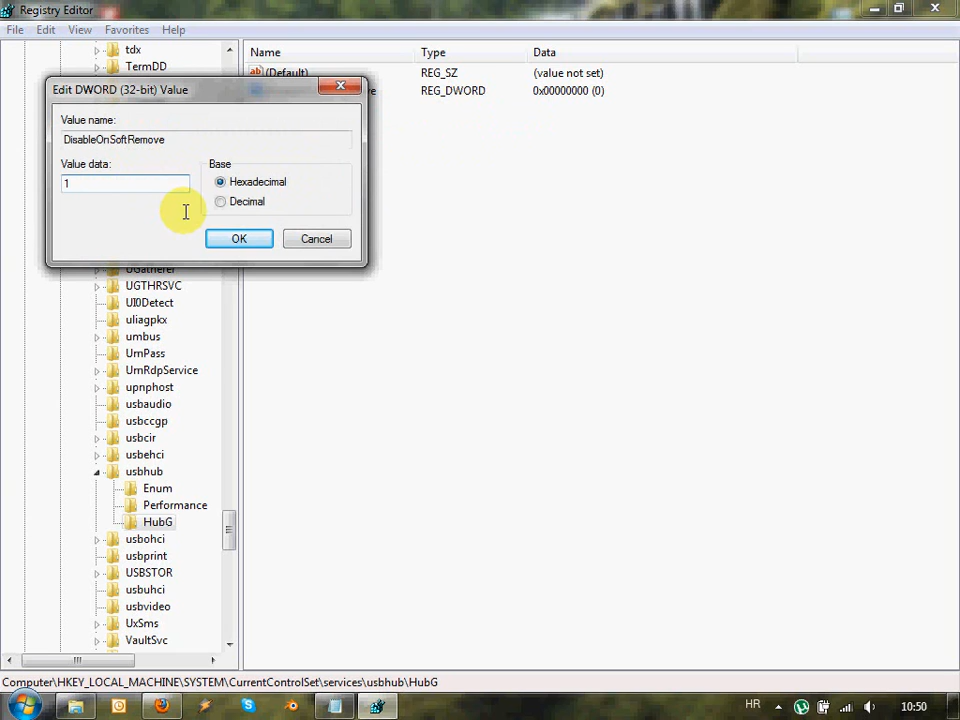 Registry Editor
File Edit View Favorites Help
tdx
TermDD
Name Type Data
(Default) REG_SZ (value not set)
REG_DWORD 0x00000000 (0)
Edit DWORD (32-bit) Value
Value name:
DisableOnSoftRemove
Value data:
1
Base
Hexadecimal
Decimal
OK Cancel
UGatherer
UGTHRSVC
UI0Detect
uliagpkx
umbus
UmPass
UmRdpService
upnphost
usbaudio
usbccgp
usbcir
usbehci
usbhub
Enum
Performance
HubG
usbohci
usbprint
USBSTOR
usbuhci
usbvideo
UxSms
VaultSvc
Computer\HKEY_LOCAL_MACHINE\SYSTEM\CurrentControlSet\services\usbhub\HubG
HR 10:50